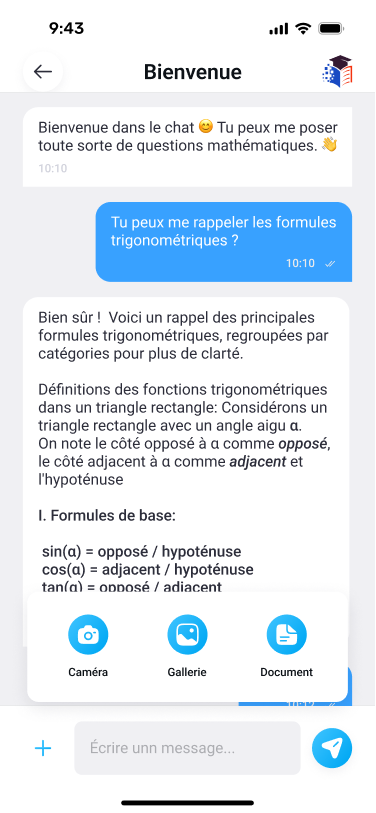 9:43
Bienvenue
Bienvenue dans le chat 😊 Tu peux me poser
toute sorte de questions mathématiques. 👋
10:10
Tu peux me rappeler les formules
trigonométriques ?
10:10
Bien sûr ! Voici un rappel des principales
formules trigonométriques, regroupées par
catégories pour plus de clarté.
Définitions des fonctions trigonométriques
dans un triangle rectangle: Considérons un
triangle rectangle avec un angle aigu α.
On note le côté opposé à α comme opposé,
le côté adjacent à α comme adjacent et
l'hypoténuse
I. Formules de base:
sin(α) = opposé / hypoténuse
cos(α) = adjacent / hypoténuse
tan(α) = opposé / adjacent
Caméra Gallerie Document
10:12
Écrire unn message...